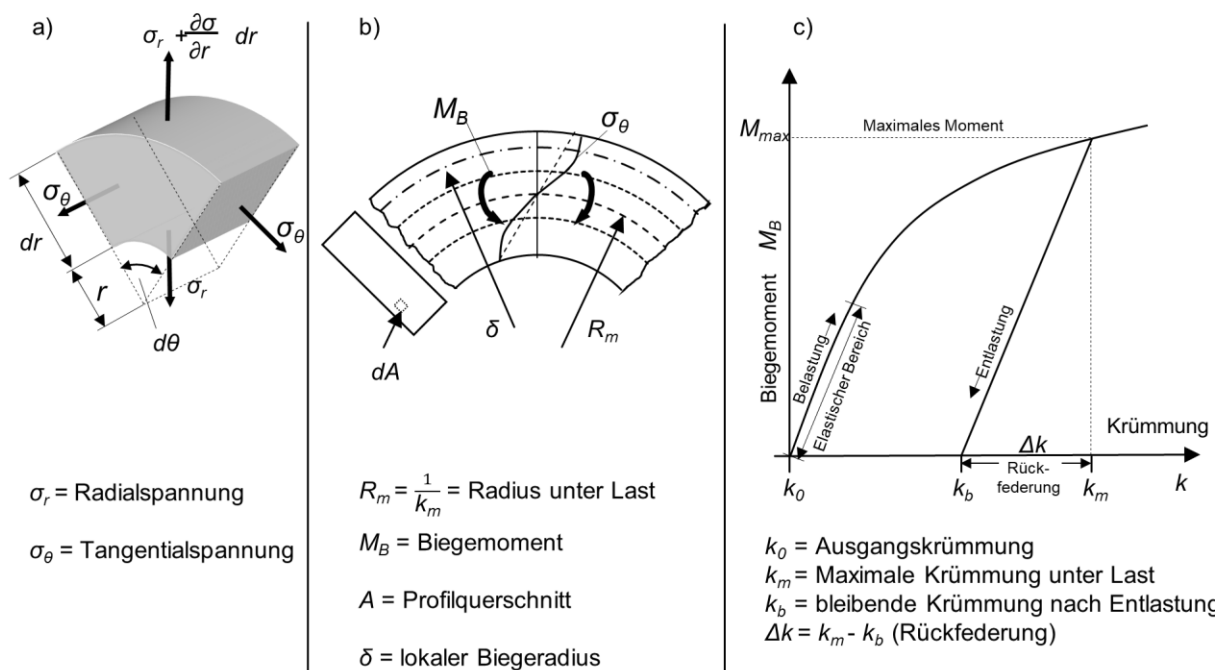 a)
σr + ∂σ/∂r dr
σθ
dr
r
σθ
σr
dθ
σr = Radialspannung
σθ = Tangentialspannung
b)
MB
σθ
δ
Rm
dA
Rm = 1/km = Radius unter Last
MB = Biegemoment
A = Profilquerschnitt
δ = lokaler Biegeradius
c)
Mmax
Maximales Moment
Biegemoment MB
Belastung
Elastischer Bereich
Entlastung
Krümmung
Δk
Rück-
federung
k0
kb
km
k
k0 = Ausgangskrümmung
km = Maximale Krümmung unter Last
kb = bleibende Krümmung nach Entlastung
Δk = km - kb (Rückfederung)